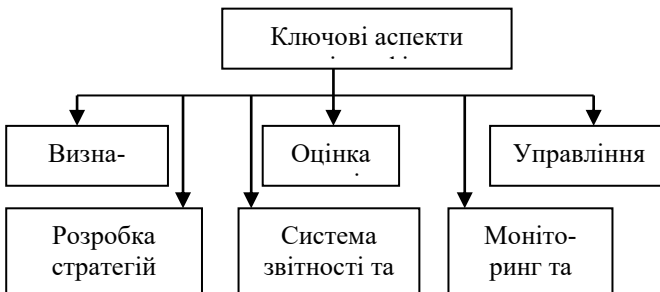 Ключові аспекти
Визна-
Оцінка
Управління
Розробка
стратегій
Система
звітності та
Моніто-
ринг та